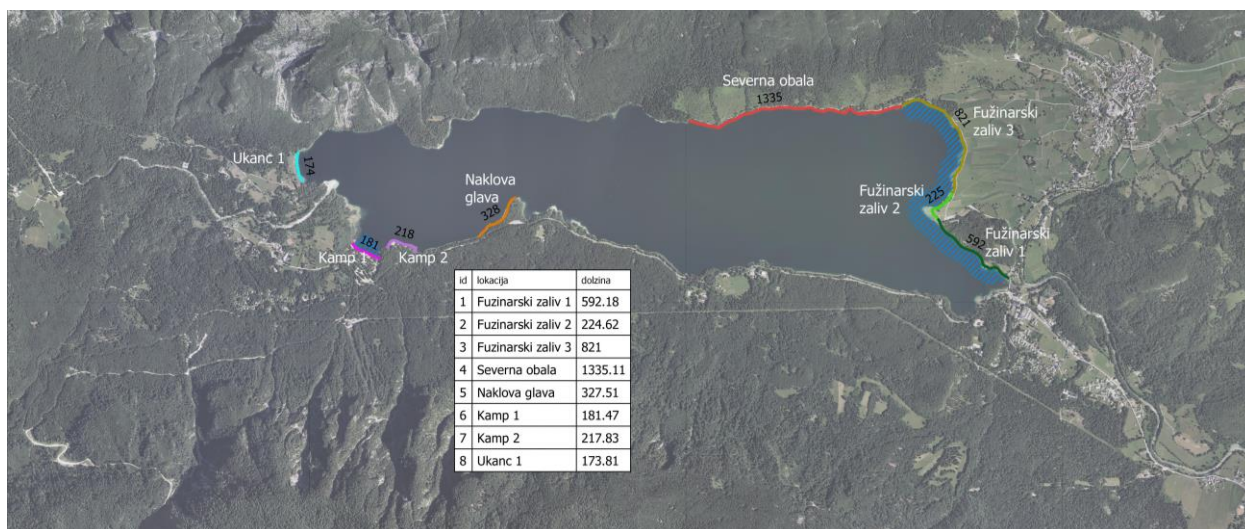 Severna obala
1335
Fužinarski
zaliv 3
821
Ukanc 1
174
Naklova
glava
328
Fužinarski
zaliv 2
225
Fužinarski
zaliv 1
592
181
218
Kamp 1
Kamp 2
id lokacija dolzina
1 Fuzinarski zaliv 1 592.18
2 Fuzinarski zaliv 2 224.62
3 Fuzinarski zaliv 3 821
4 Severna obala 1335.11
5 Naklova glava 327.51
6 Kamp 1 181.47
7 Kamp 2 217.83
8 Ukanc 1 173.81